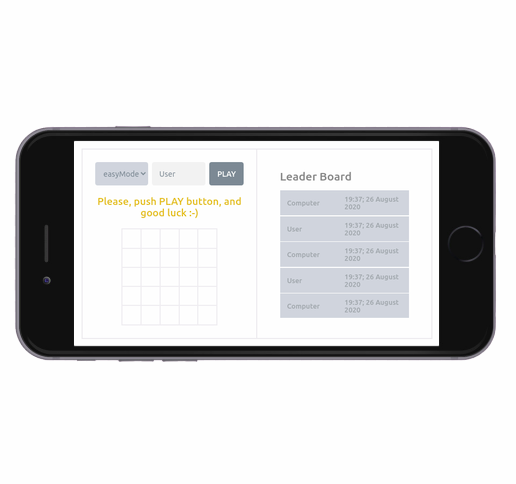 easyMode
User
PLAY
Please, push PLAY button, and
good luck :-)
Leader Board
Computer
19:37; 26 August
2020
User
19:37; 26 August
2020
Computer
19:37; 26 August
2020
User
19:37; 26 August
2020
Computer
19:37; 26 August
2020